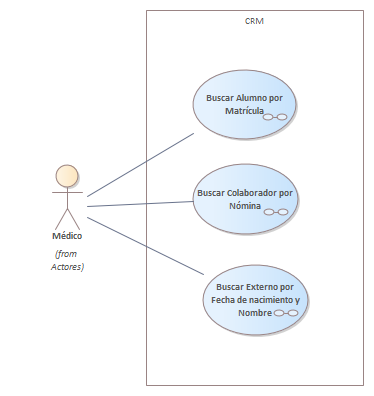 CRM
Buscar Alumno por
Matrícula
Buscar Colaborador por
Nómina
Médico
(from
Actores)
Buscar Externo por
Fecha de nacimiento y
Nombre